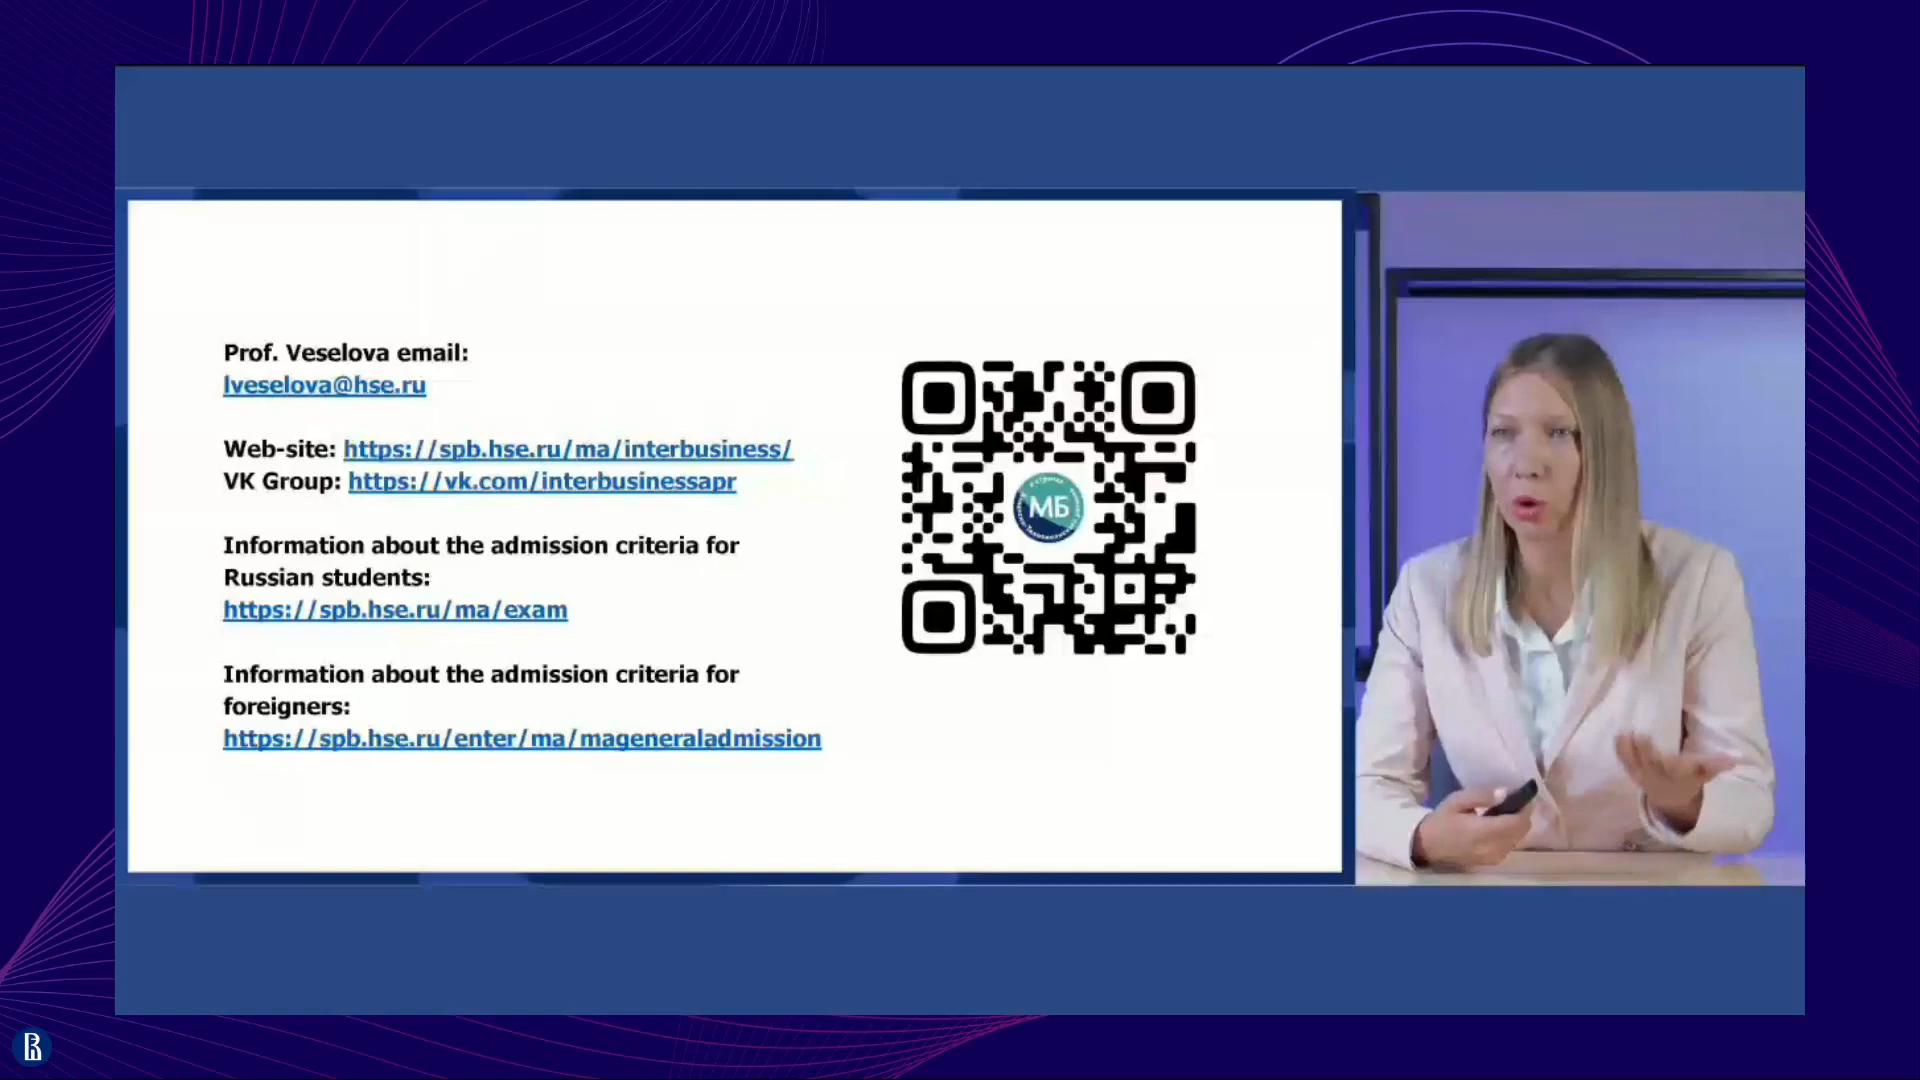 Prof. Veselova email:
lveselova@hse.ru
Web-site: https://spb.hse.ru/ma/interbusiness/
VK Group: https://vk.com/interbusinessapr
Information about the admission criteria for
Russian students:
https://spb.hse.ru/ma/exam
Information about the admission criteria for
foreigners:
https://spb.hse.ru/enter/ma/mageneraladmission
МБ